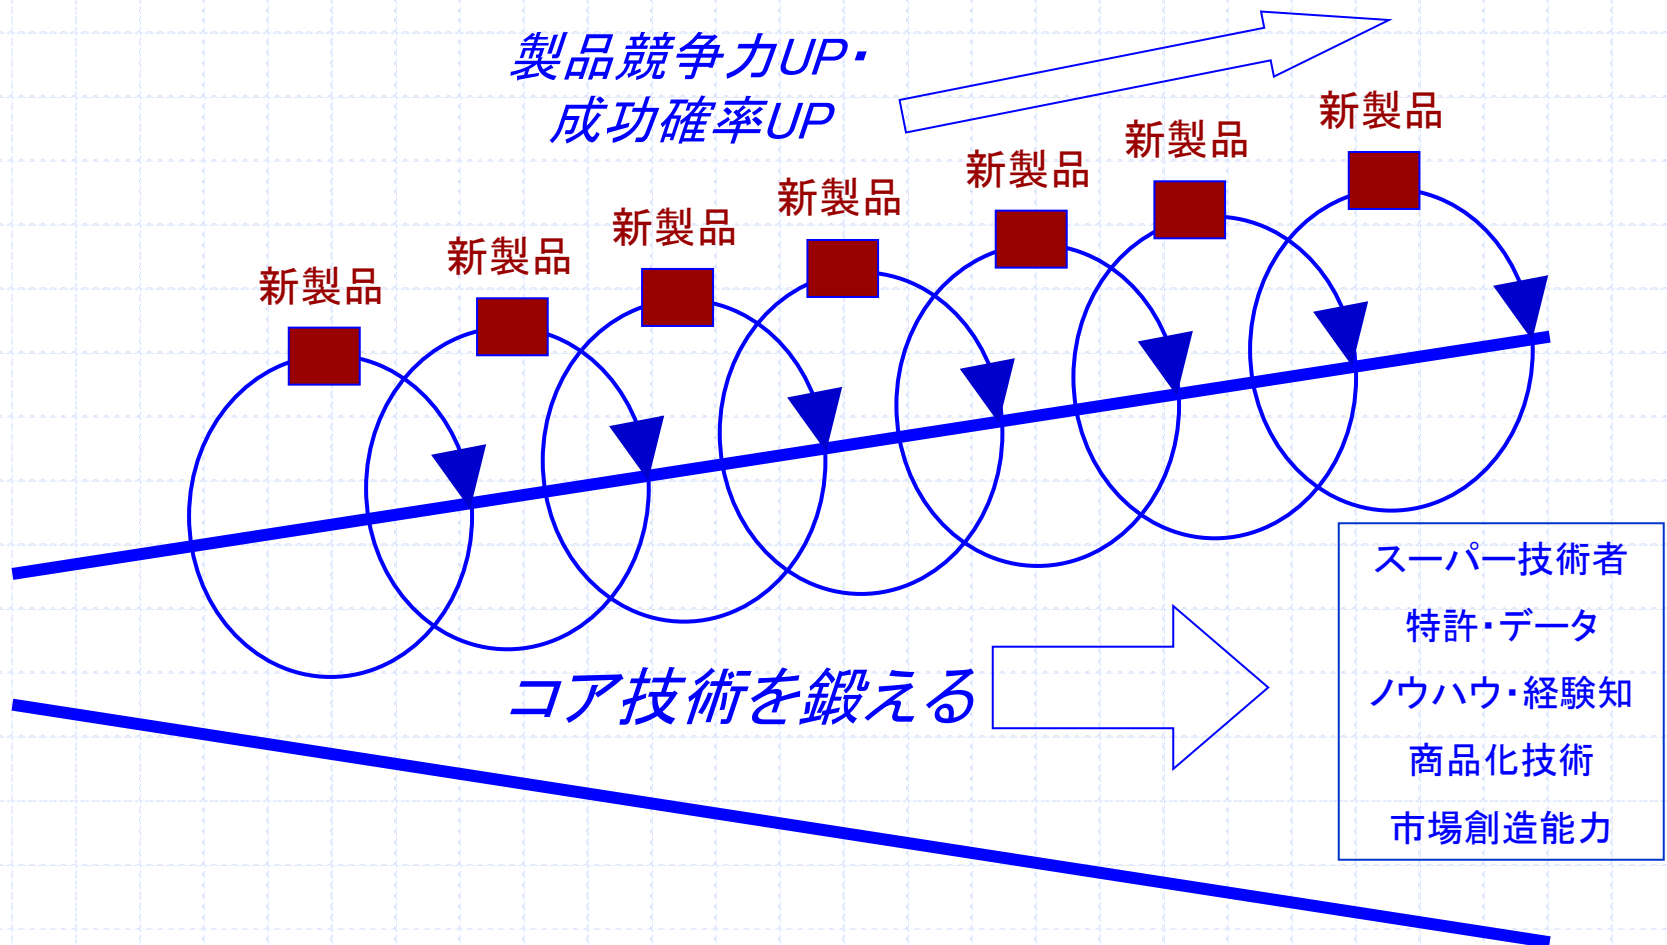 製品競争力UP・
成功確率UP
新製品
新製品
新製品
新製品
新製品
新製品
新製品
コア技術を鍛える
スーパー技術者
特許・データ
ノウハウ・経験知
商品化技術
市場創造能力